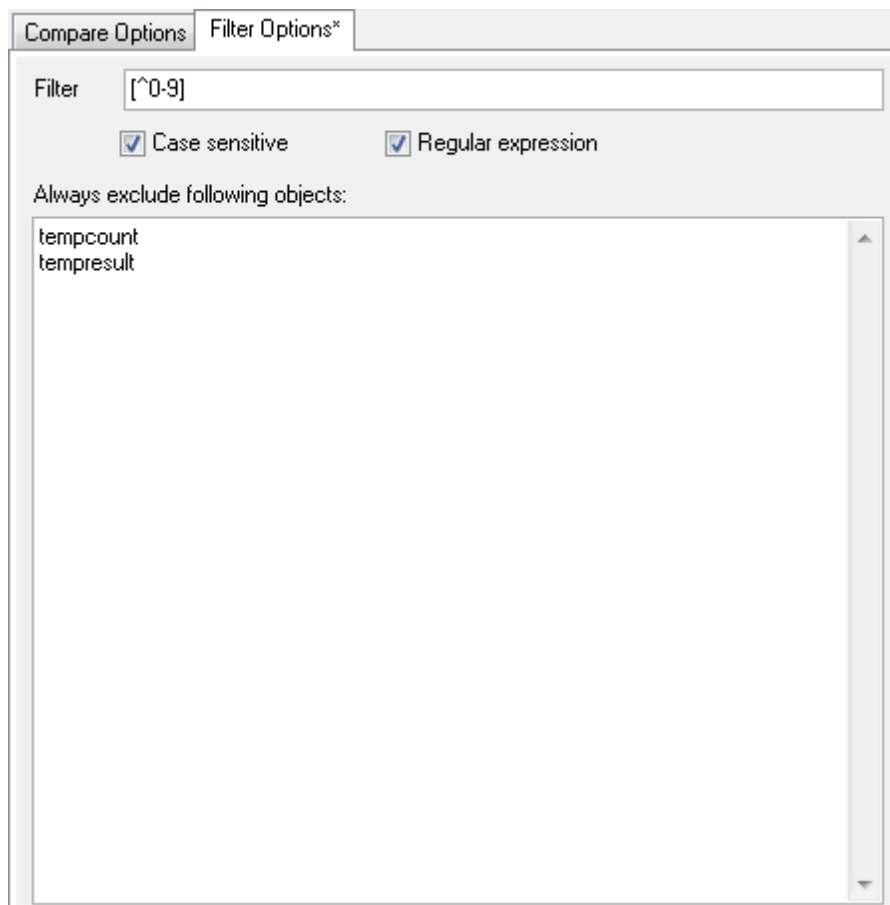 Compare Options Filter Options*
Filter [^0-9]
Case sensitive Regular expression
Always exclude following objects:
tempcount
tempresult